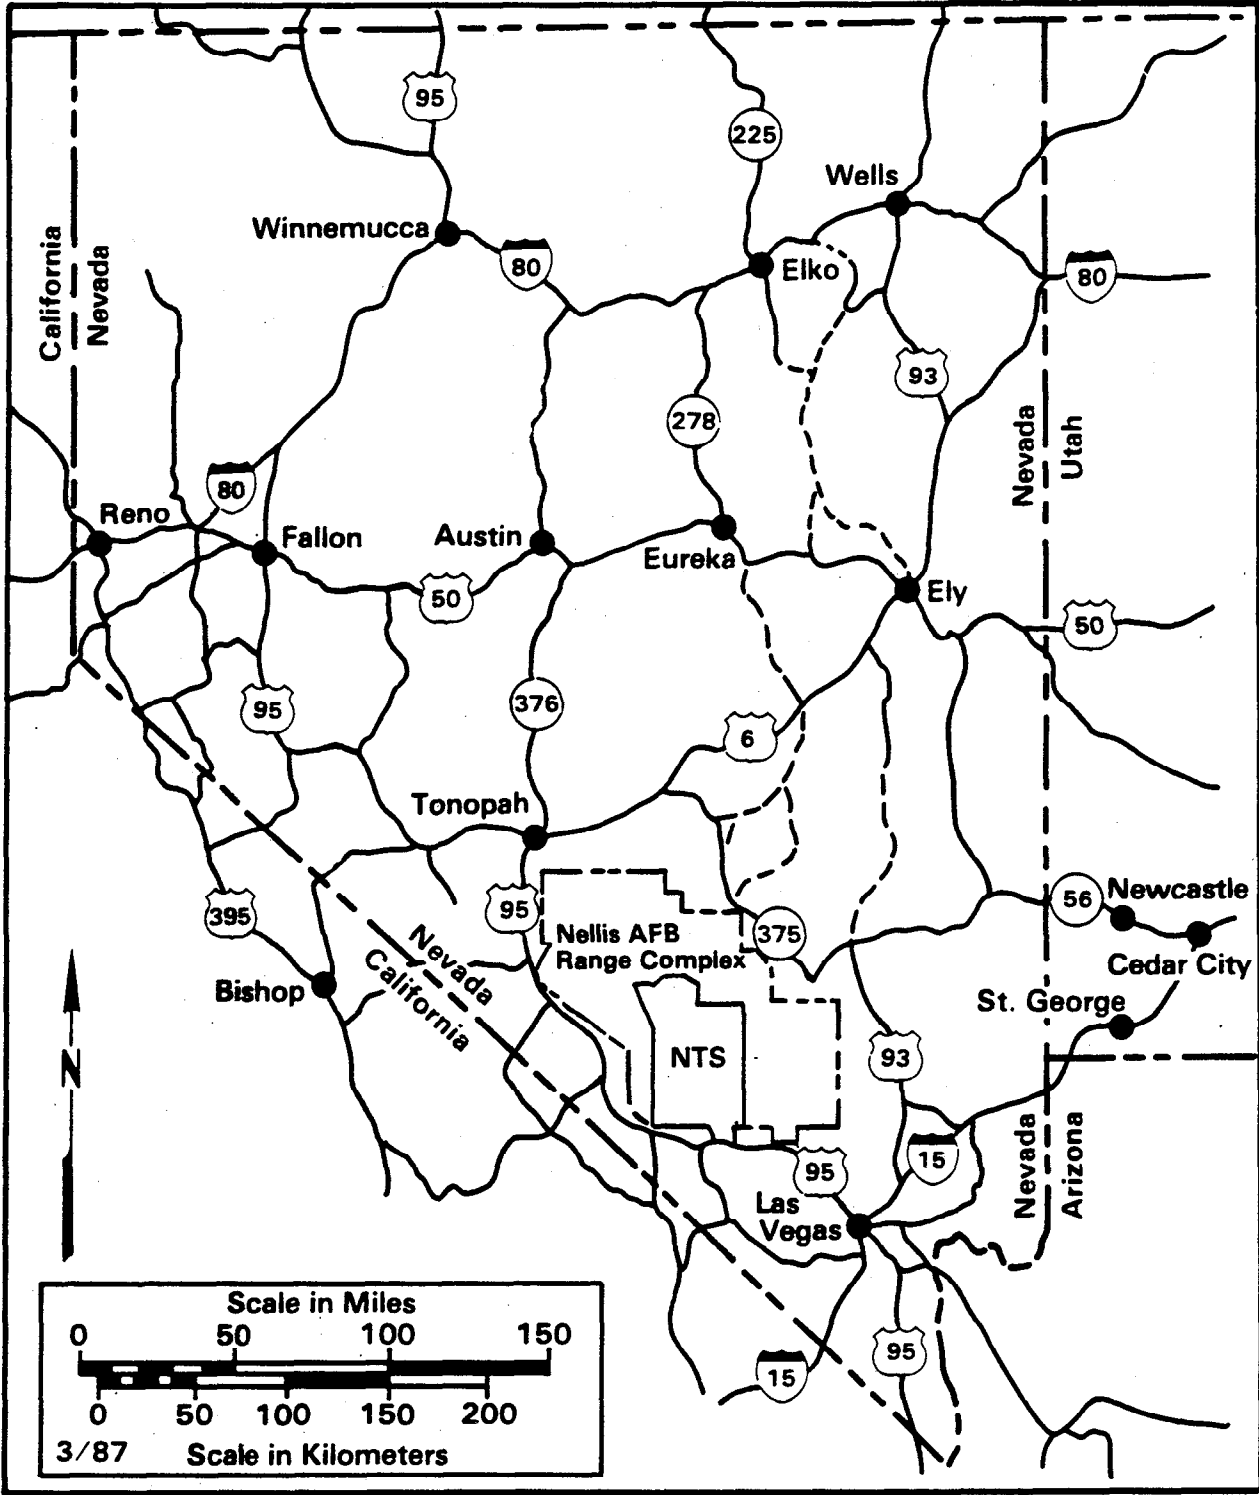 95
225
Wells
Winnemucca
80
Elko
80
California
Nevada
93
278
Nevada
Utah
80
Reno
Fallon
Austin
Eureka
50
Ely
50
95
376
6
Tonopah
395
95
Nellis AFB
Range Complex
375
56
Newcastle
Cedar City
Nevada
California
Bishop
St. George
N
NTS
93
Nevada
Arizona
15
95
Las
Vegas
95
15
Scale in Miles
0 50 100 150
0 50 100 150 200
3/87 Scale in Kilometers